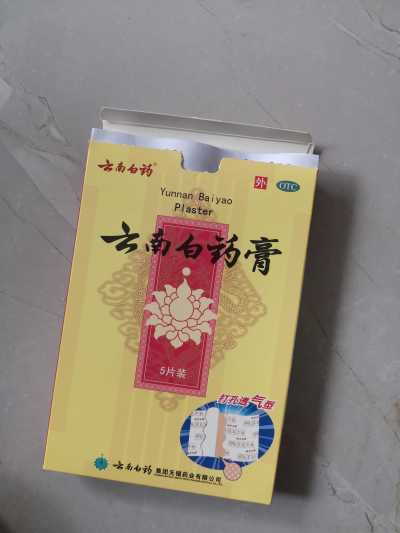 云南白药®
外
OTC
Yunnan Baiyao
Plaster
云南白药膏
5片装
打孔透气型
云南白药 集团无锡药业有限公司